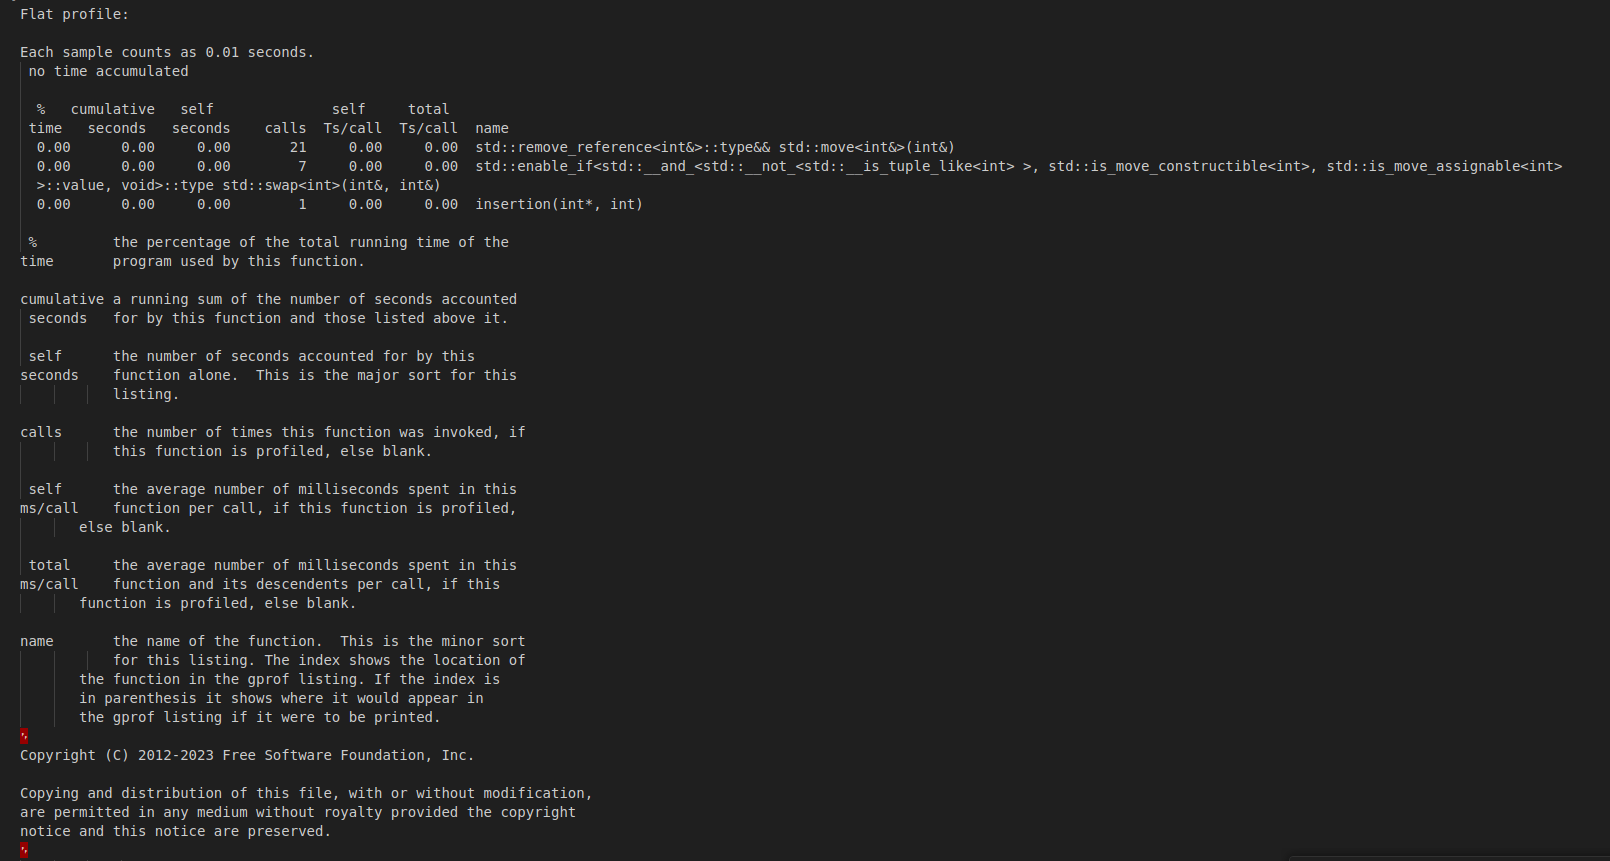 Flat profile:
Each sample counts as 0.01 seconds.
no time accumulated
% cumulative self self total
time seconds seconds calls Ts/call Ts/call name
0.00 0.00 0.00 21 0.00 0.00 std::remove_reference<int&>::type&& std::move<int&>(int&)
0.00 0.00 0.00 7 0.00 0.00 std::enable_if<std::__and_<std::__not_<std::__is_tuple_like<int> >, std::is_move_constructible<int>, std::is_move_assignable<int>
>::value, void>::type std::swap<int>(int&, int&)
0.00 0.00 0.00 1 0.00 0.00 insertion(int*, int)
% the percentage of the total running time of the
time program used by this function.
cumulative a running sum of the number of seconds accounted
seconds for by this function and those listed above it.
self the number of seconds accounted for by this
seconds function alone. This is the major sort for this
listing.
calls the number of times this function was invoked, if
this function is profiled, else blank.
self the average number of milliseconds spent in this
ms/call function per call, if this function is profiled,
else blank.
total the average number of milliseconds spent in this
ms/call function and its descendents per call, if this
function is profiled, else blank.
name the name of the function. This is the minor sort
for this listing. The index shows the location of
the function in the gprof listing. If the index is
in parenthesis it shows where it would appear in
the gprof listing if it were to be printed.
Copyright (C) 2012-2023 Free Software Foundation, Inc.
Copying and distribution of this file, with or without modification,
are permitted in any medium without royalty provided the copyright
notice and this notice are preserved.